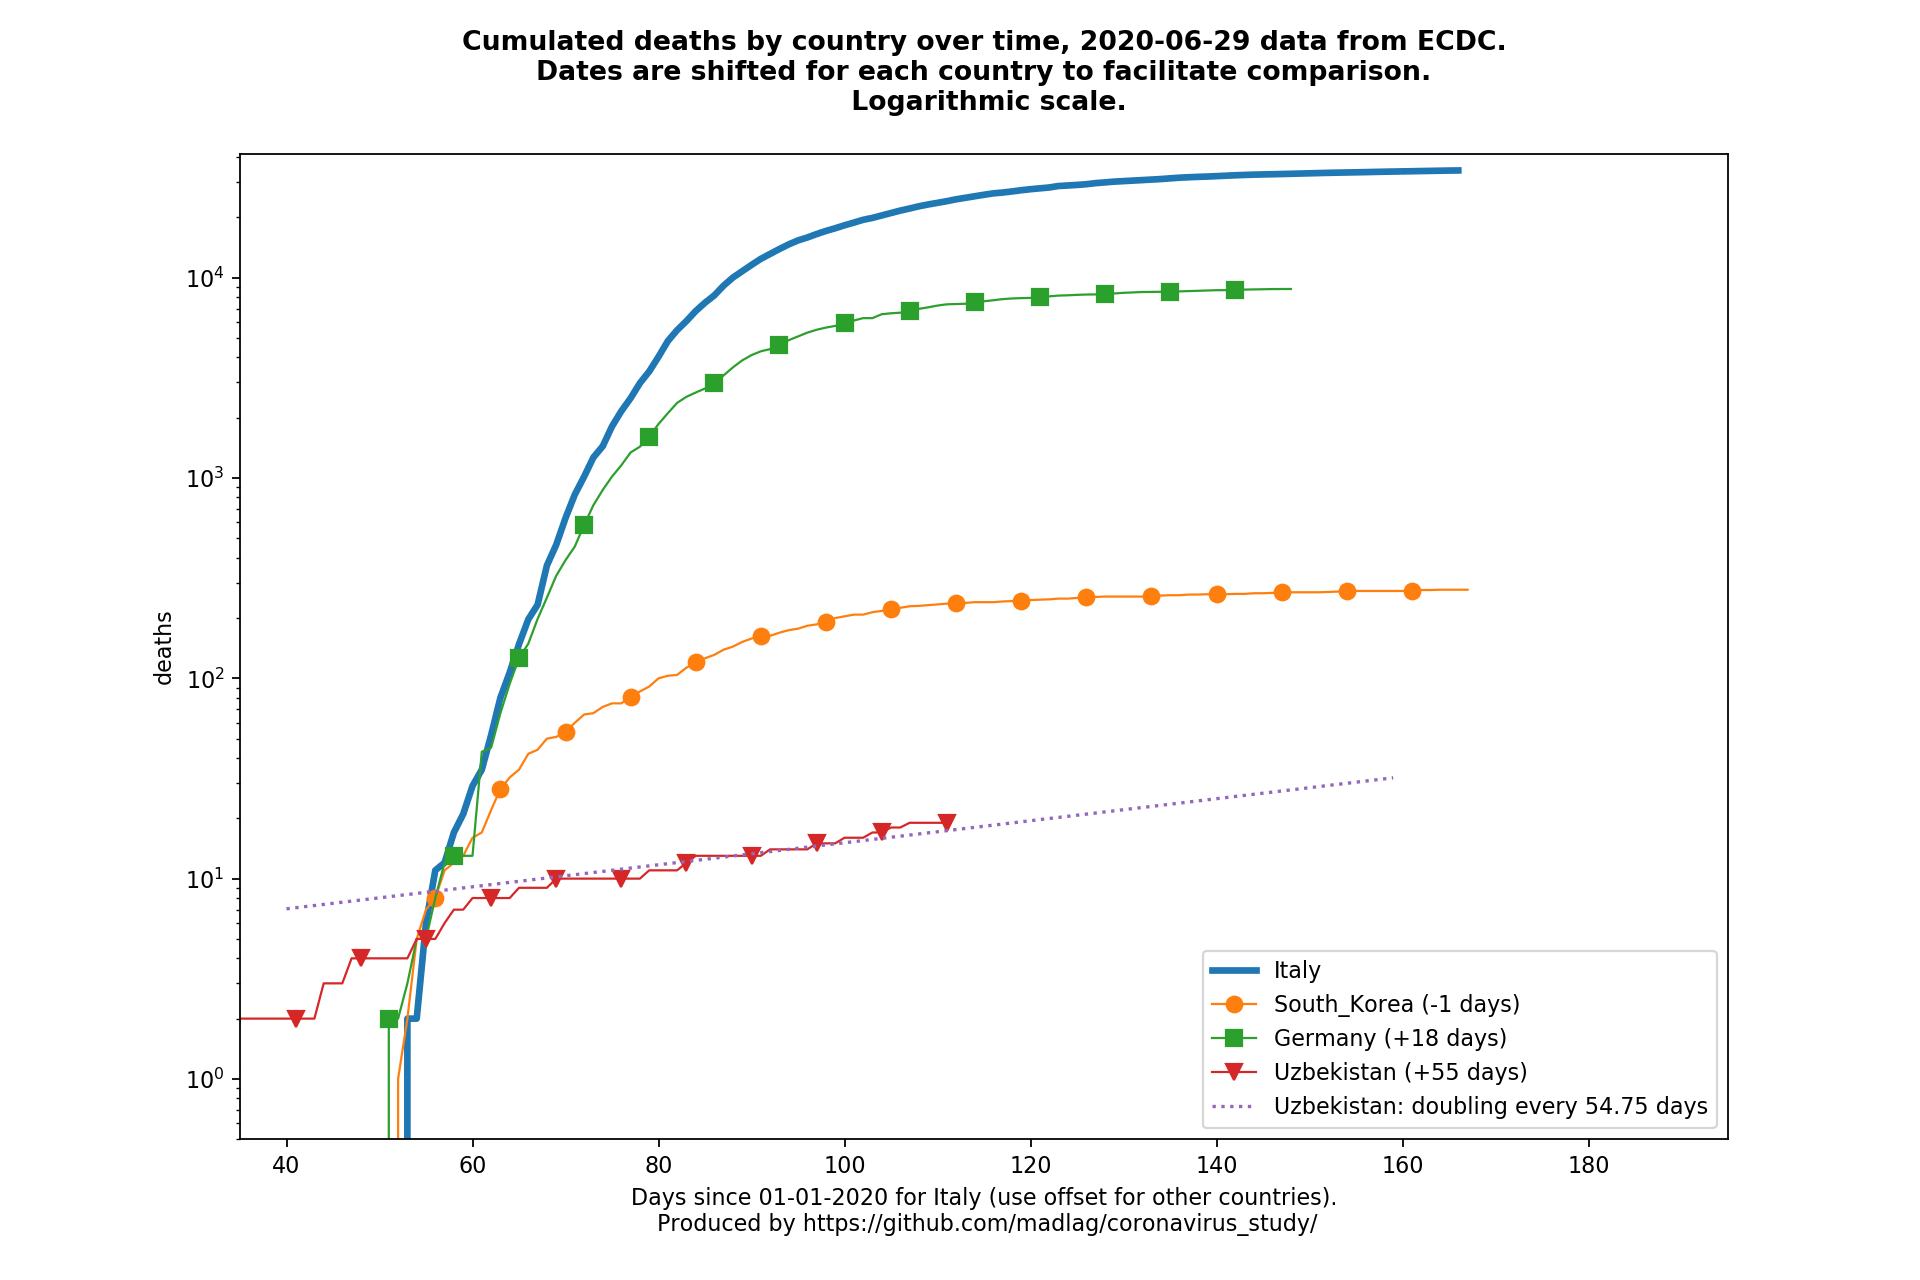 Cumulated deaths by country over time, 2020-06-29 data from ECDC.
Dates are shifted for each country to facilitate comparison.
Logarithmic scale.
deaths
10^4
10^3
10^2
10^1
10^0
40 60 80 100 120 140 160 180
Italy
South_Korea (-1 days)
Germany (+18 days)
Uzbekistan (+55 days)
Uzbekistan: doubling every 54.75 days
Days since 01-01-2020 for Italy (use offset for other countries).
Produced by https://github.com/madlag/coronavirus_study/